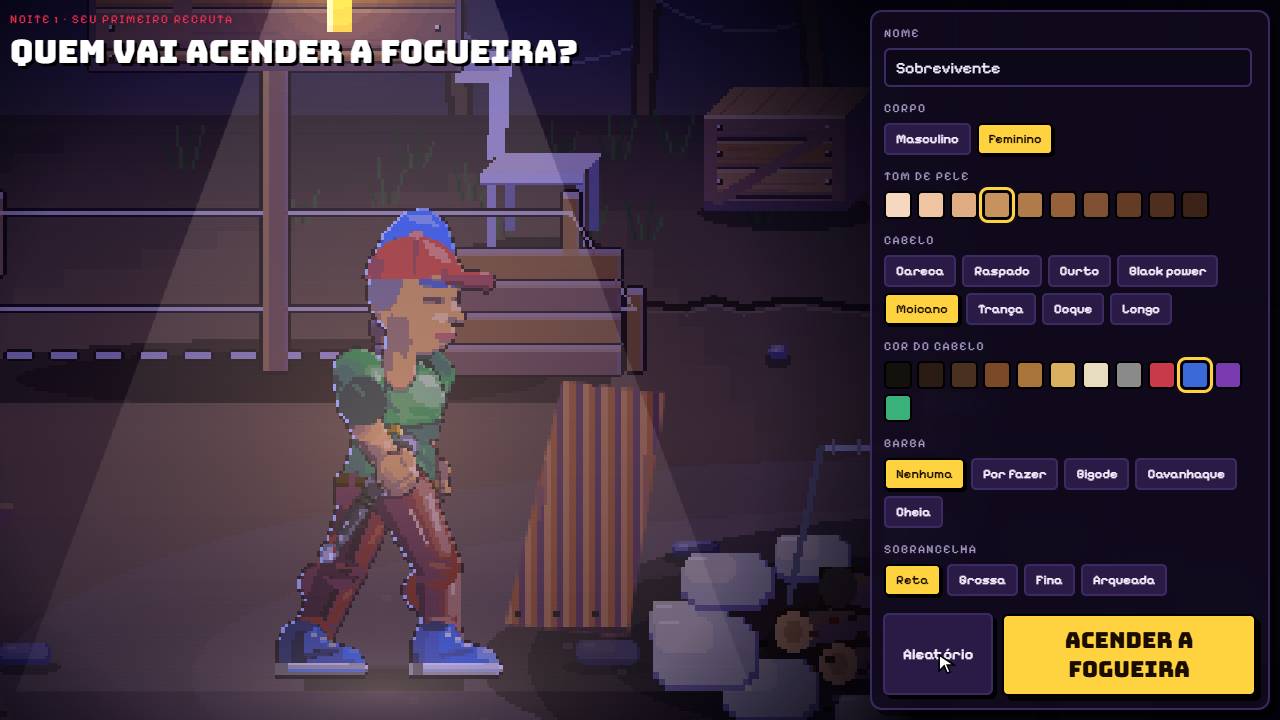 NOITE 1 · SEU PRIMEIRO RECRUTA
QUEM VAI ACENDER A FOGUEIRA?
NOME
Sobrevivente
CORPO
Masculino
Feminino
TOM DE PELE
CABELO
Careca
Raspado
Curto
Black power
Moicano
Trança
Coque
Longo
COR DO CABELO
BARBA
Nenhuma
Por fazer
Bigode
Cavanhaque
Cheia
SOBRANCELHA
Reta
Grossa
Fina
Arqueada
Aleatório
ACENDER A
FOGUEIRA